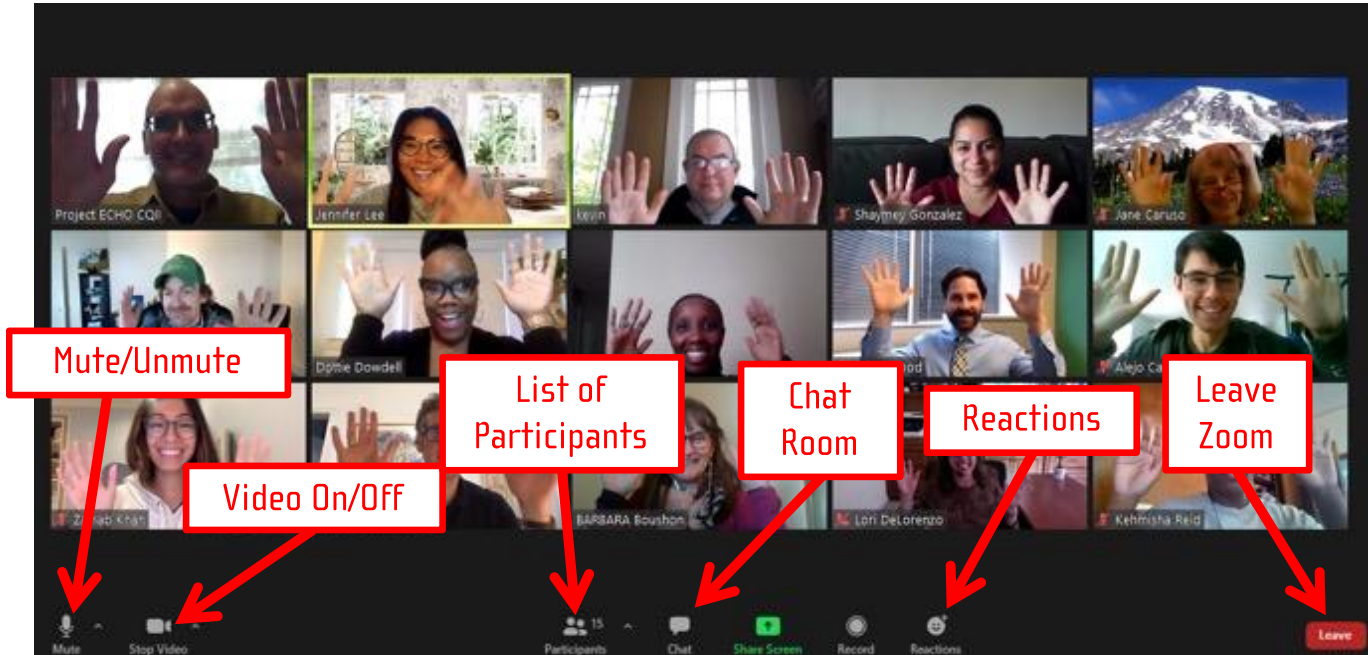 Project ECHO CQII
Jennifer Lee
kevin
Shaymey Gonzalez
Jane Caruso
Mute/Unmute
Dottie Dowdell
Alejo
List of
Participants
Chat
Room
Reactions
Leave
Zoom
Video On/Off
Khan
BARBARA Boushon
Lori DeLorenzo
Kehmisha Reid
Mute
Stop Video
15
Participants
Chat
Share Screen
Record
Reactions
Leave